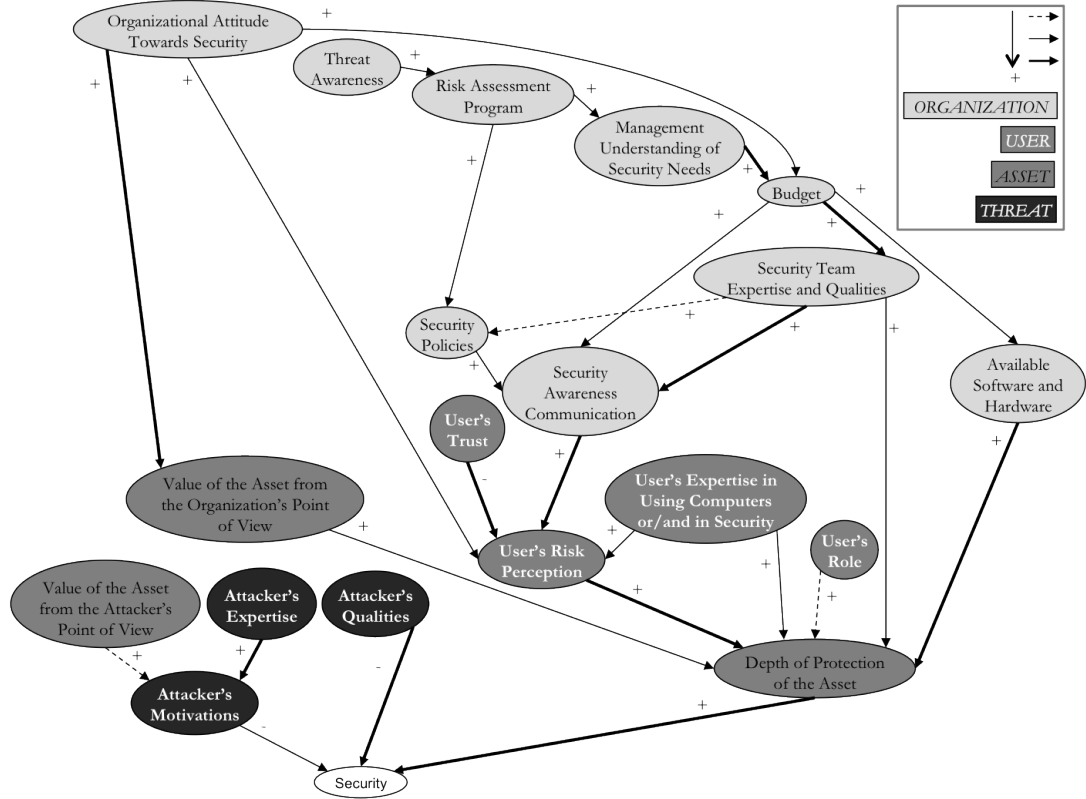 Organizational Attitude
Towards Security
+
Threat
Awareness
+
Risk Assessment
Program
+
+
+
+
Management
Understanding of
Security Needs
+
+
Budget
+
+
+
ORGANIZATION
USER
ASSET
THREAT
+
Security Team
Expertise and Qualities
+
+
+
Security
Policies
+
Security
Awareness
Communication
Available
Software and
Hardware
User's
Trust
-
+
+
Value of the Asset from
the Organization's Point
of View
+
User's Expertise in
Using Computers
or/and in Security
+
+
User's Risk
Perception
+
User's
Role
+
Value of the Asset
from the Attacker's
Point of View
+
Attacker's
Expertise
+
Attacker's
Qualities
-
Depth of Protection
of the Asset
+
Attacker's
Motivations
-
Security